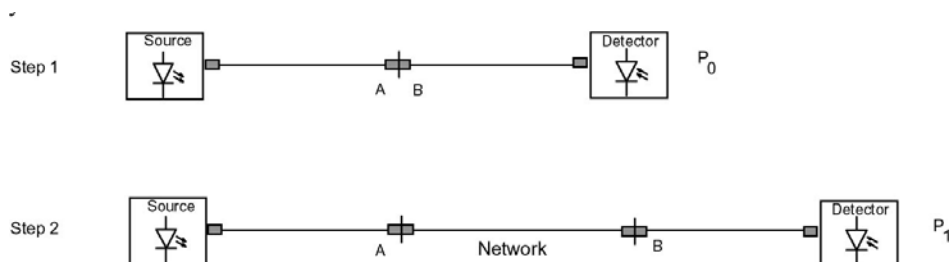 Source
Detector
Step 1
P0
A B
Source
Detector
Step 2
P1
A
B
Network